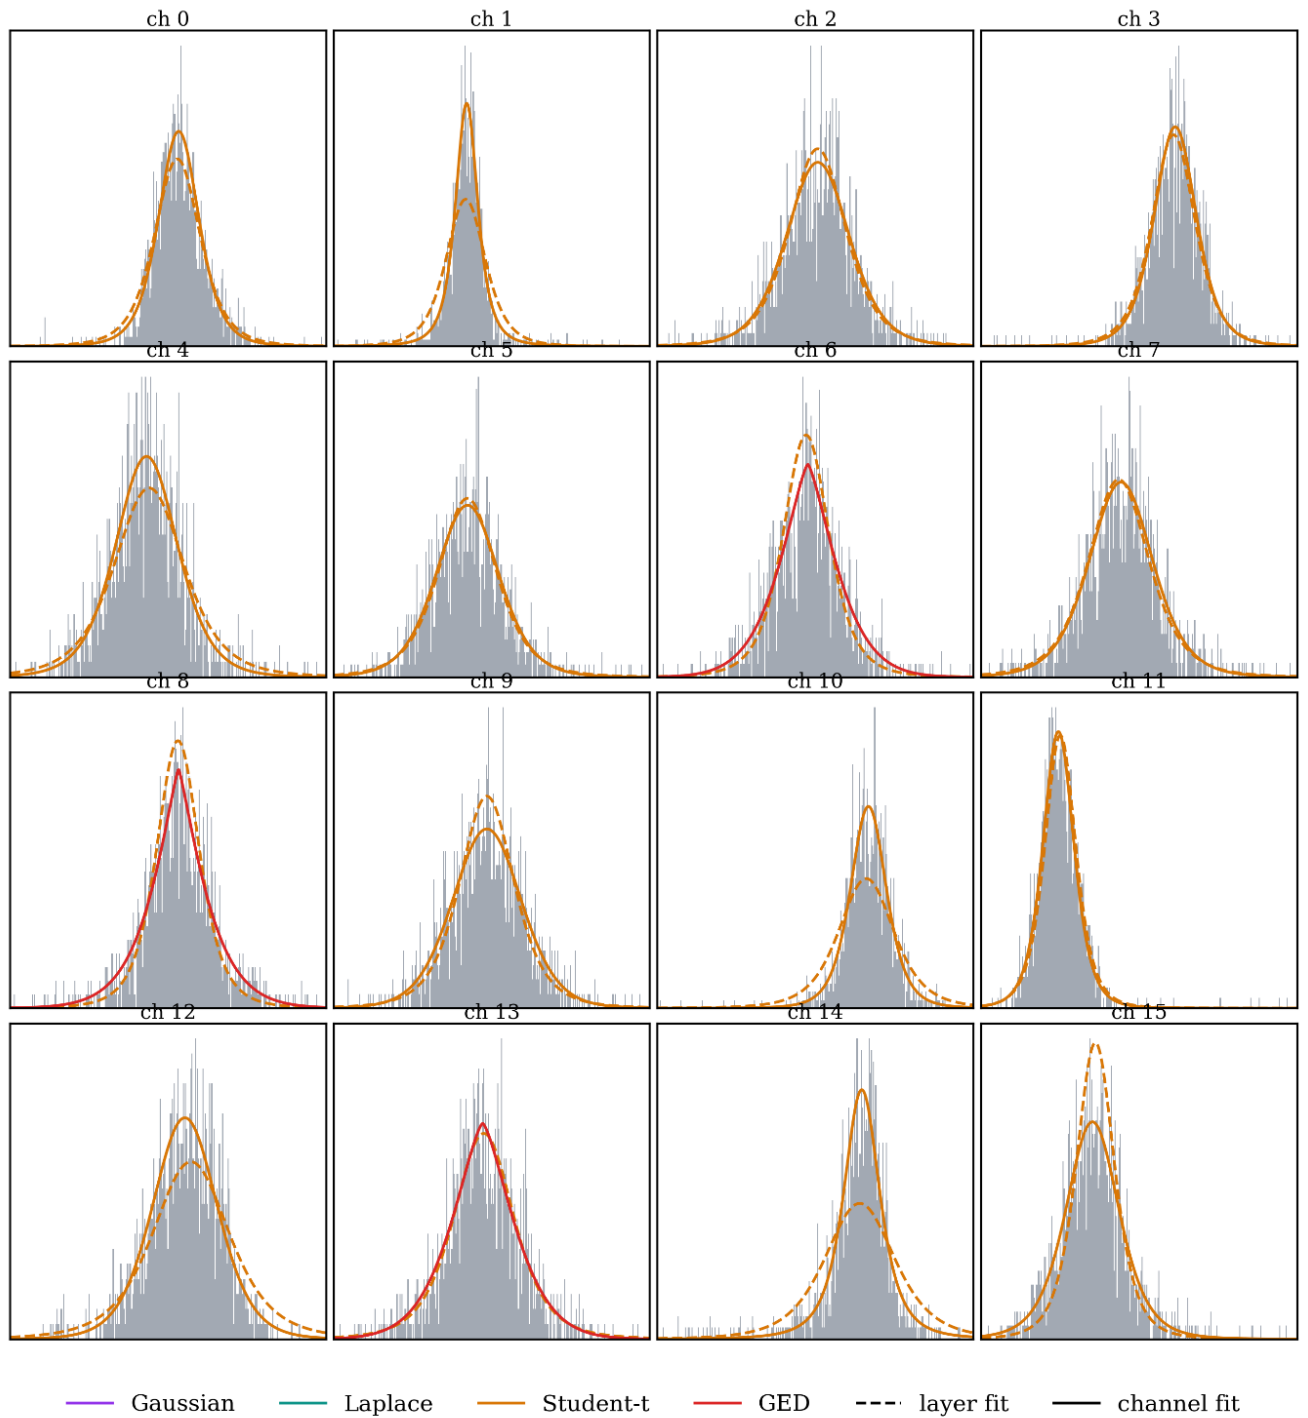 ch 0 ch 1 ch 2 ch 3
ch 4 ch 5 ch 6 ch 7
ch 8 ch 9 ch 10 ch 11
ch 12 ch 13 ch 14 ch 15
Gaussian Laplace Student-t GED layer fit channel fit